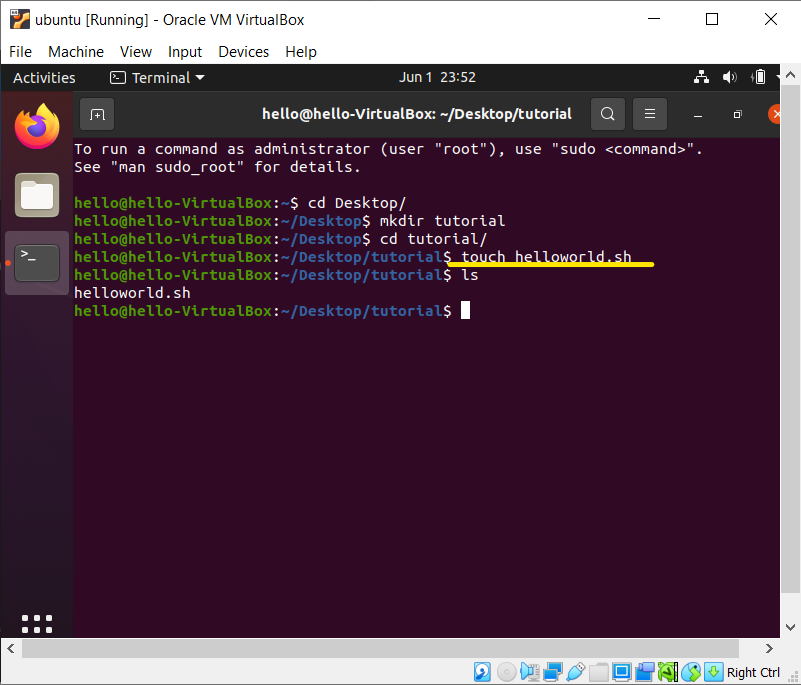 ubuntu [Running] - Oracle VM VirtualBox
File Machine View Input Devices Help
Activities Terminal Jun 1 23:52
hello@hello-VirtualBox: ~/Desktop/tutorial
To run a command as administrator (user "root"), use "sudo <command>".
See "man sudo_root" for details.
hello@hello-VirtualBox:~$ cd Desktop/
hello@hello-VirtualBox:~/Desktop$ mkdir tutorial
hello@hello-VirtualBox:~/Desktop$ cd tutorial/
hello@hello-VirtualBox:~/Desktop/tutorial$ touch helloworld.sh
hello@hello-VirtualBox:~/Desktop/tutorial$ ls
helloworld.sh
hello@hello-VirtualBox:~/Desktop/tutorial$
Right Ctrl